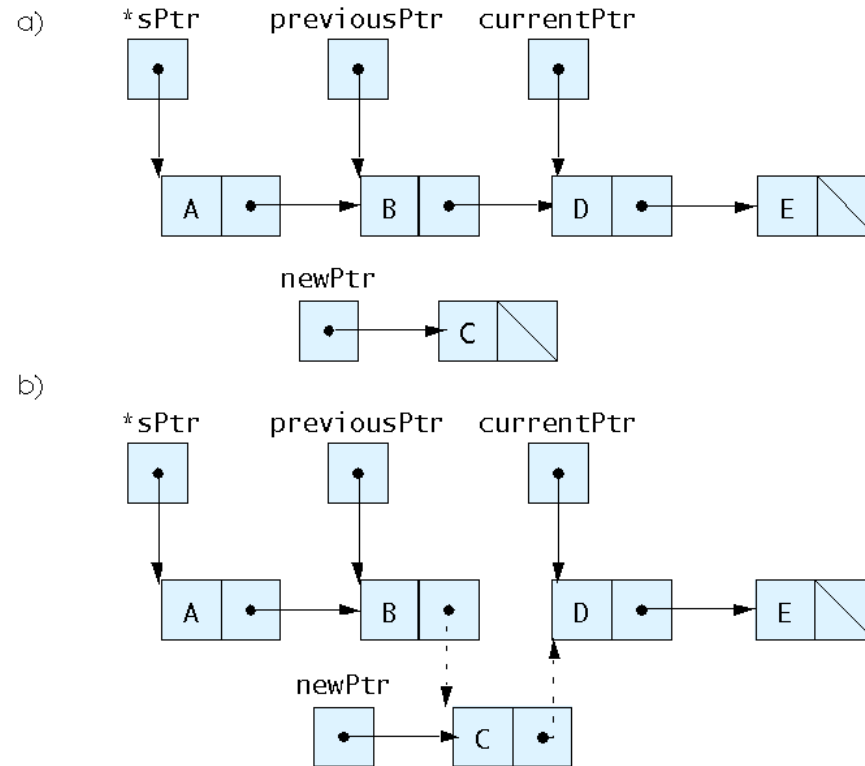 a)
*sPtr previousPtr currentPtr
A B D E
newPtr
C
b)
*sPtr previousPtr currentPtr
A B D E
newPtr
C